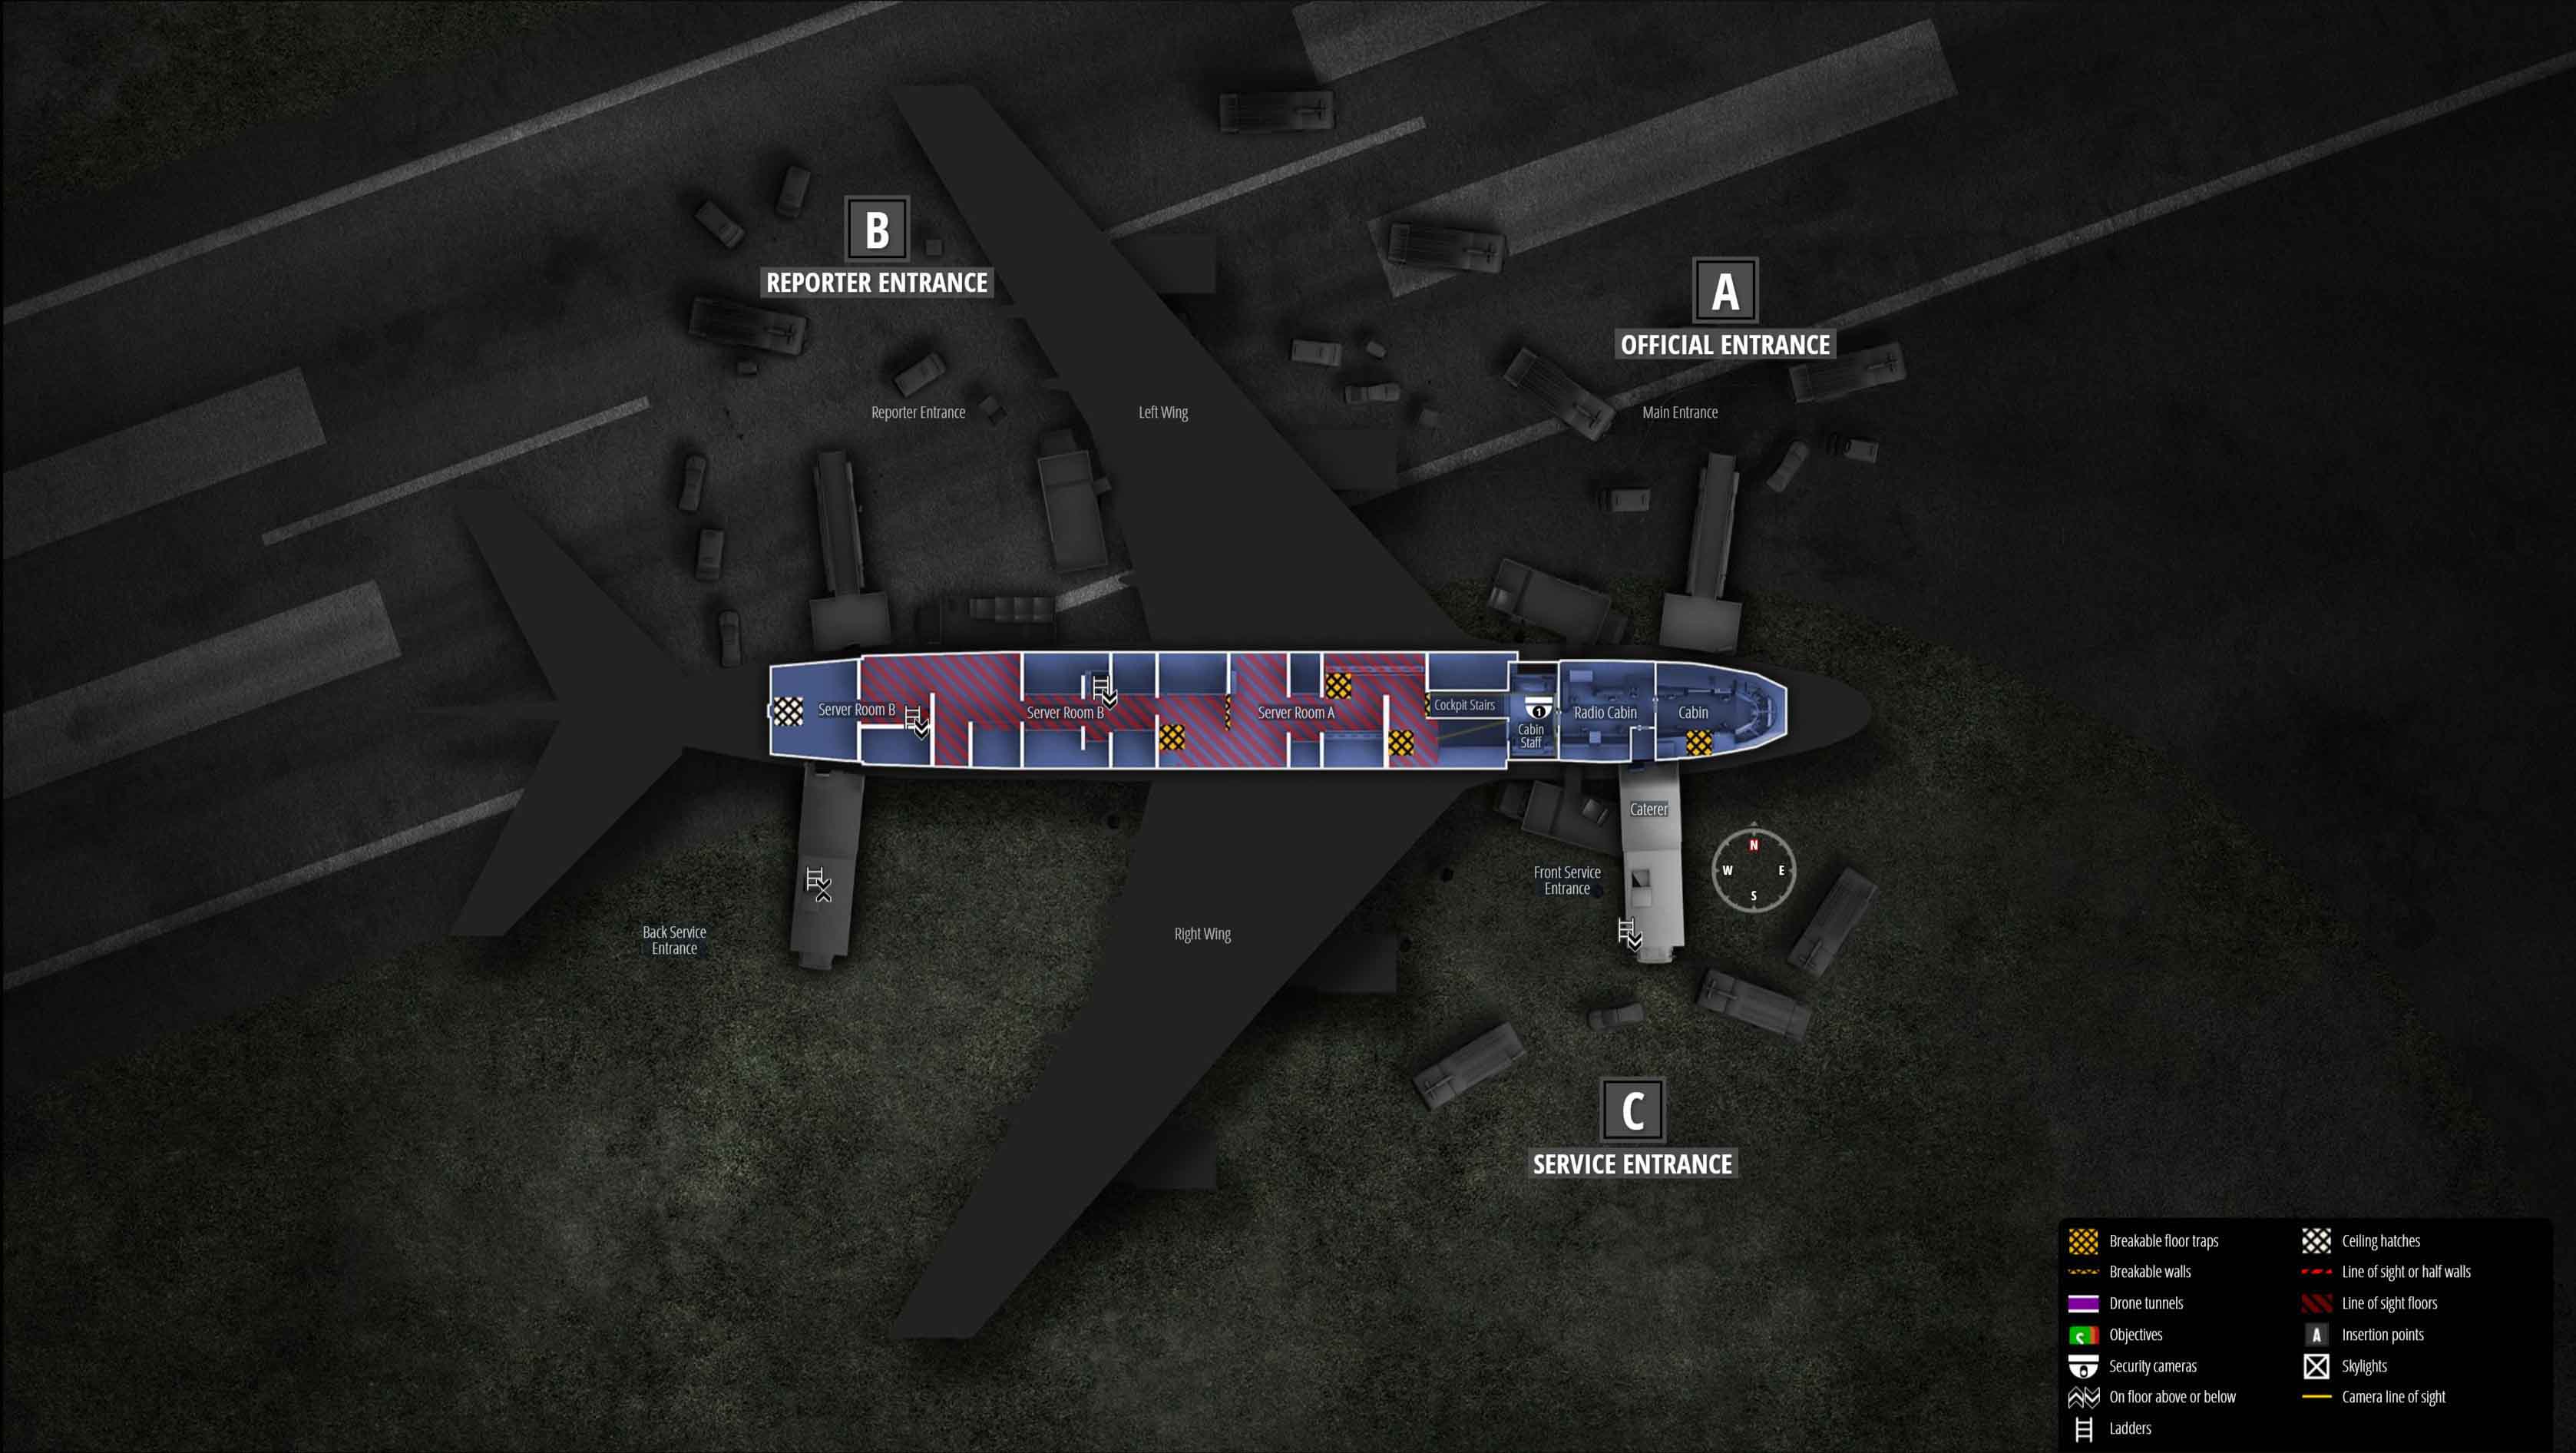 B
REPORTER ENTRANCE
A
OFFICIAL ENTRANCE
Reporter Entrance
Left Wing
Main Entrance
Server Room B
Server Room B
Server Room A
Cockpit Stairs
1
Cabin
Staff
Radio Cabin
Cabin
Caterer
Front Service
Entrance
N
W
E
S
Back Service
Entrance
Right Wing
C
SERVICE ENTRANCE
Breakable floor traps
Breakable walls
Drone tunnels
Objectives
Security cameras
On floor above or below
Ladders
Ceiling hatches
Line of sight or half walls
Line of sight floors
A
Insertion points
Skylights
Camera line of sight